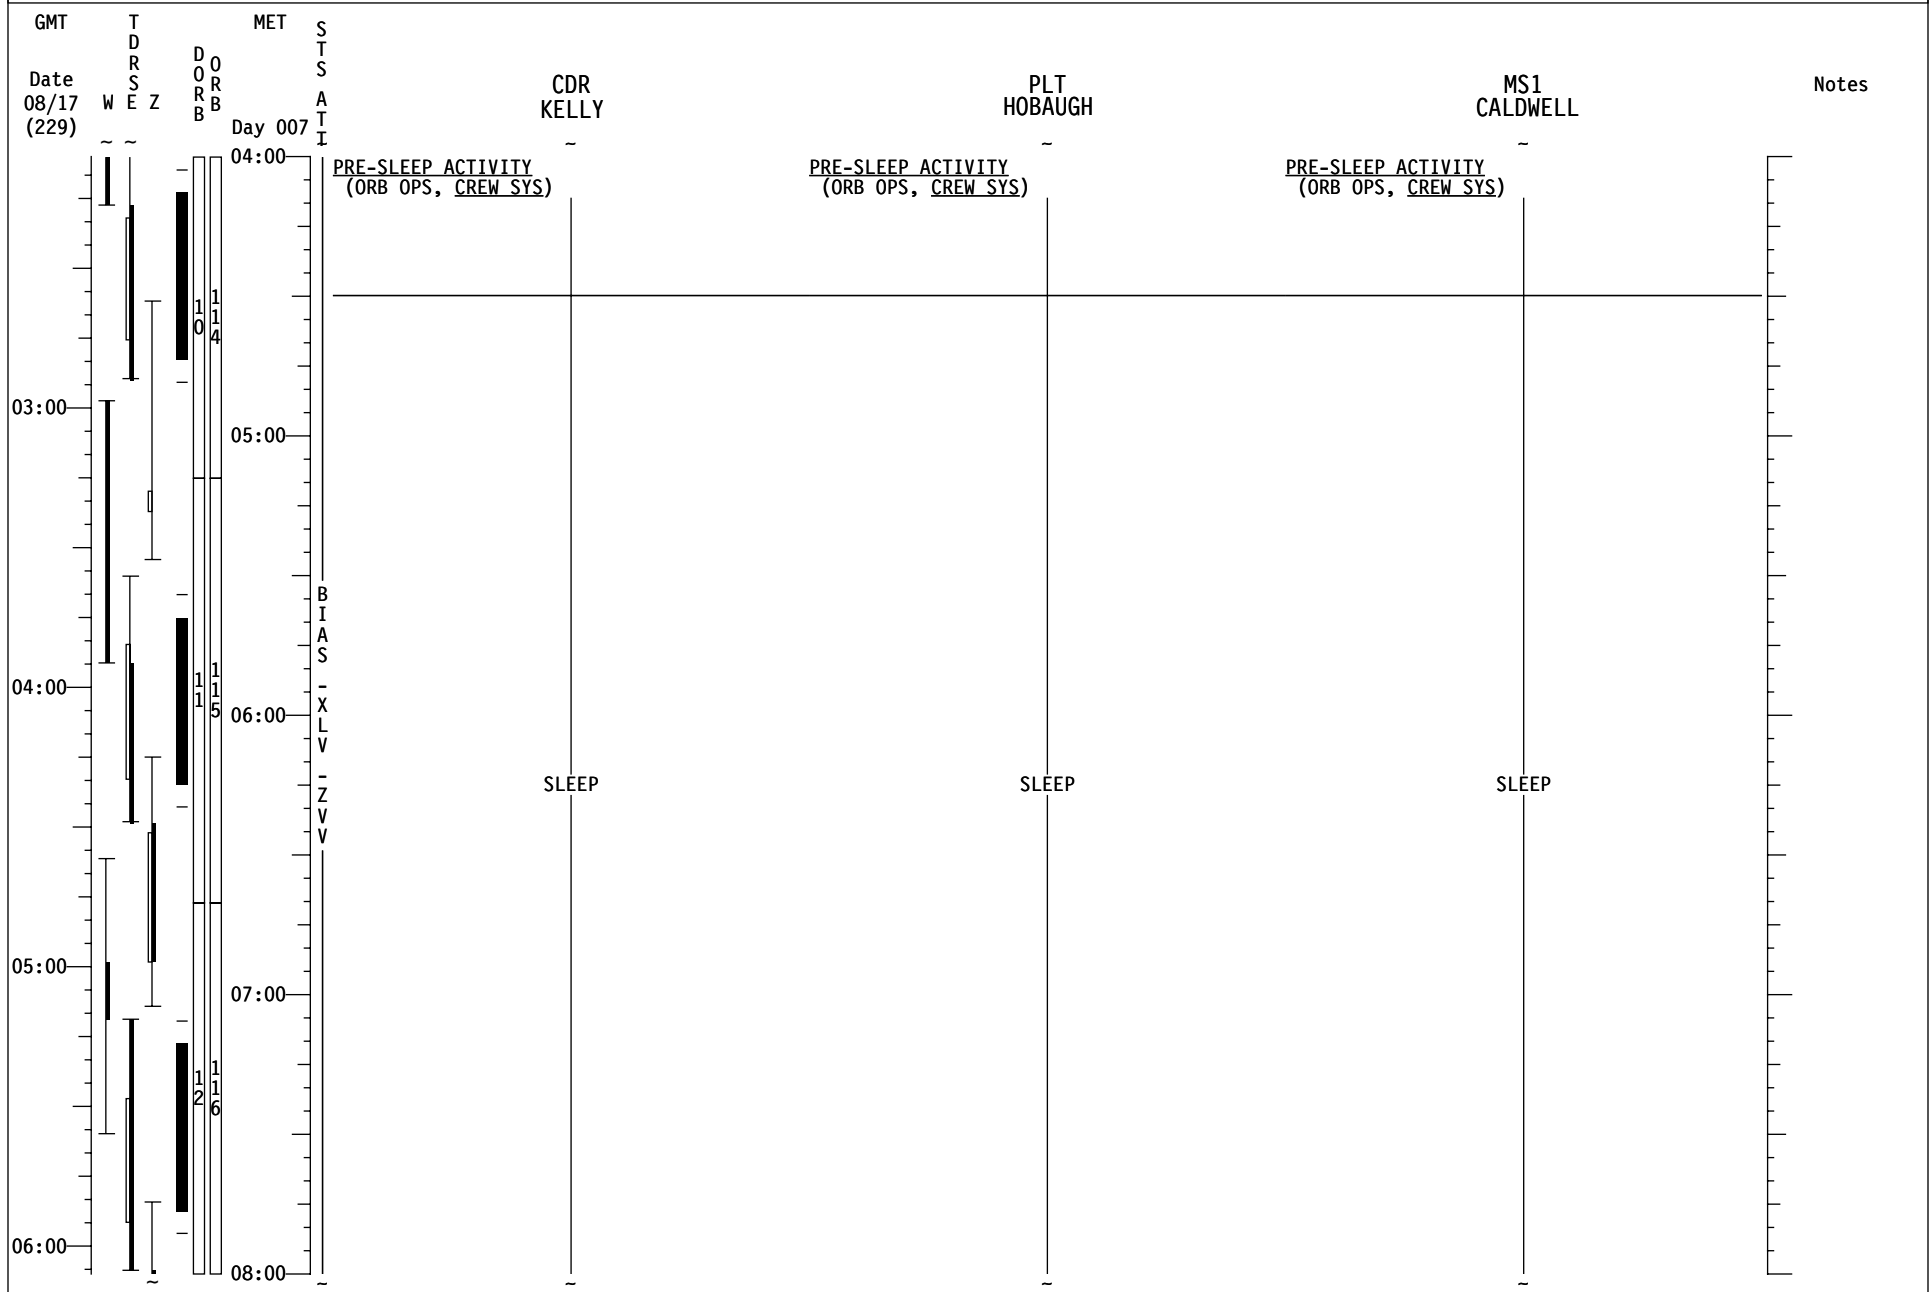 GMT
TDRS
MET
STS ATT
DORB
ORB
Date
08/17
(229)
W E Z
Day 007
CDR
KELLY
PLT
HOBAUGH
MS1
CALDWELL
Notes
~ ~ ~ ~ ~
04:00
PRE-SLEEP ACTIVITY
(ORB OPS, CREW SYS)
PRE-SLEEP ACTIVITY
(ORB OPS, CREW SYS)
PRE-SLEEP ACTIVITY
(ORB OPS, CREW SYS)
10
114
03:00
05:00
BIAS -XLV -ZVV
11
115
04:00
06:00
SLEEP
SLEEP
SLEEP
05:00
07:00
12
116
06:00
08:00
~ ~ ~ ~ ~